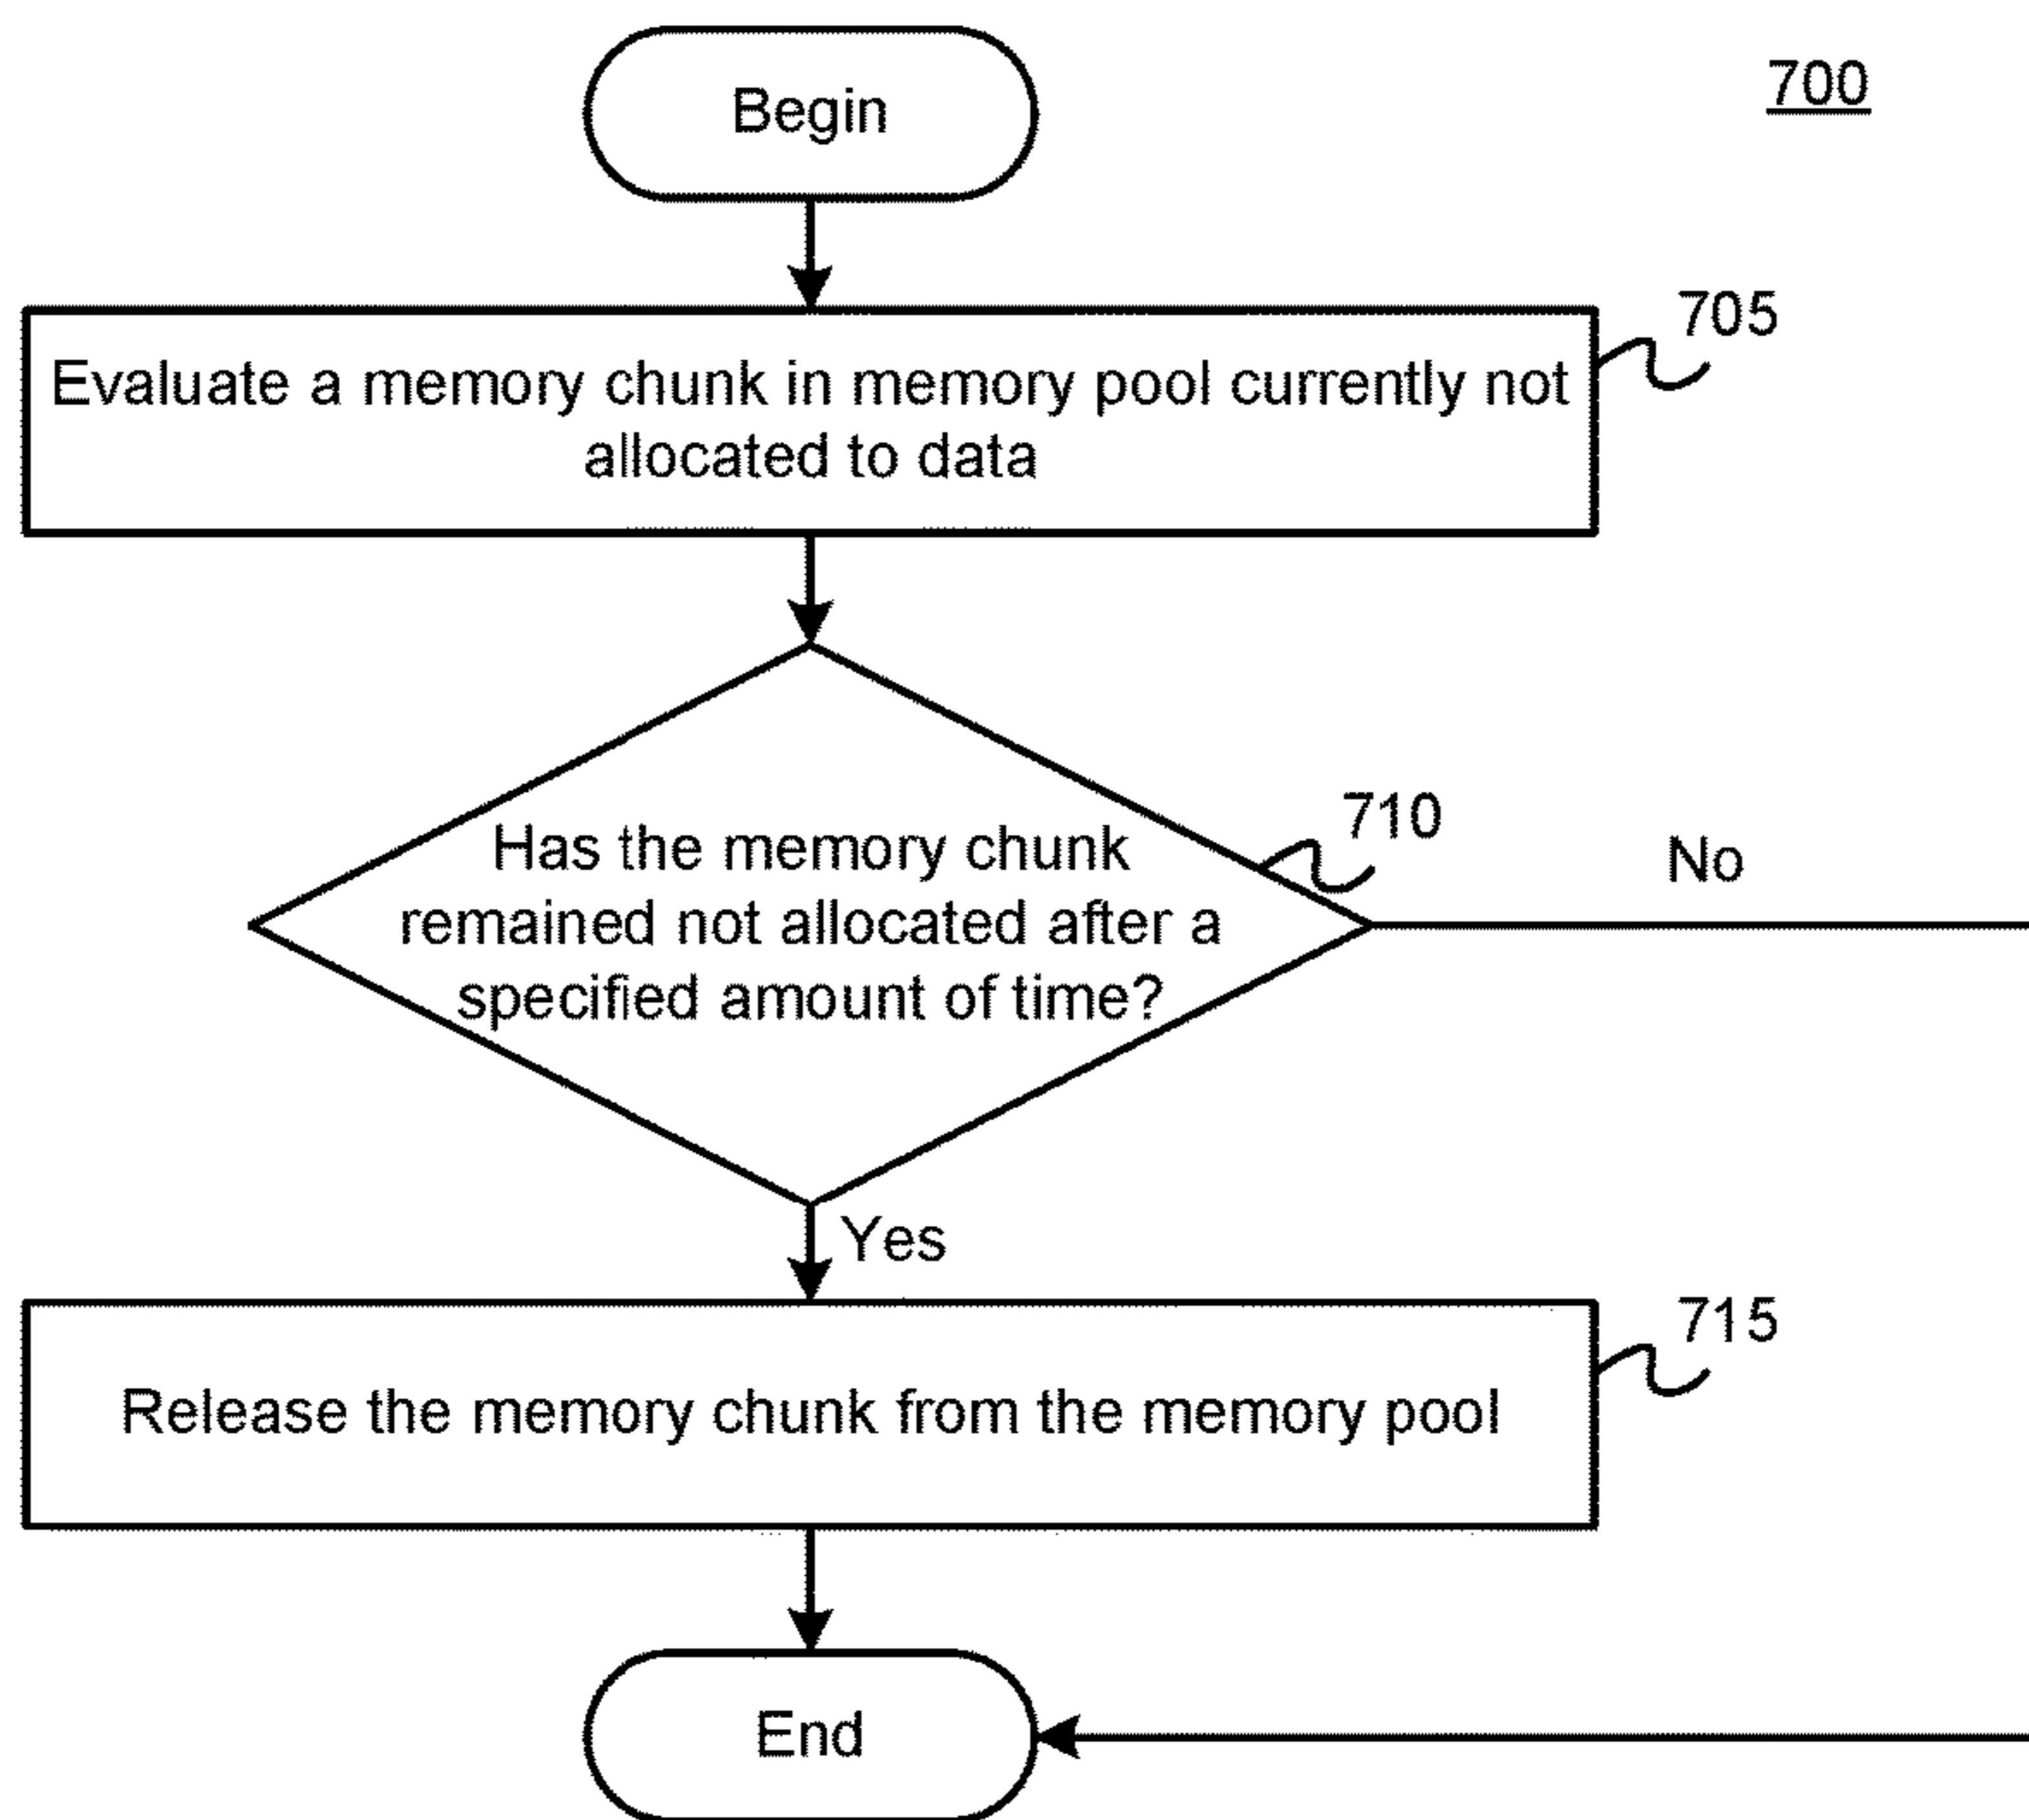 Begin
700
705
Evaluate a memory chunk in memory pool currently not
allocated to data
710
No
Has the memory chunk
remained not allocated after a
specified amount of time?
Yes
715
Release the memory chunk from the memory pool
End